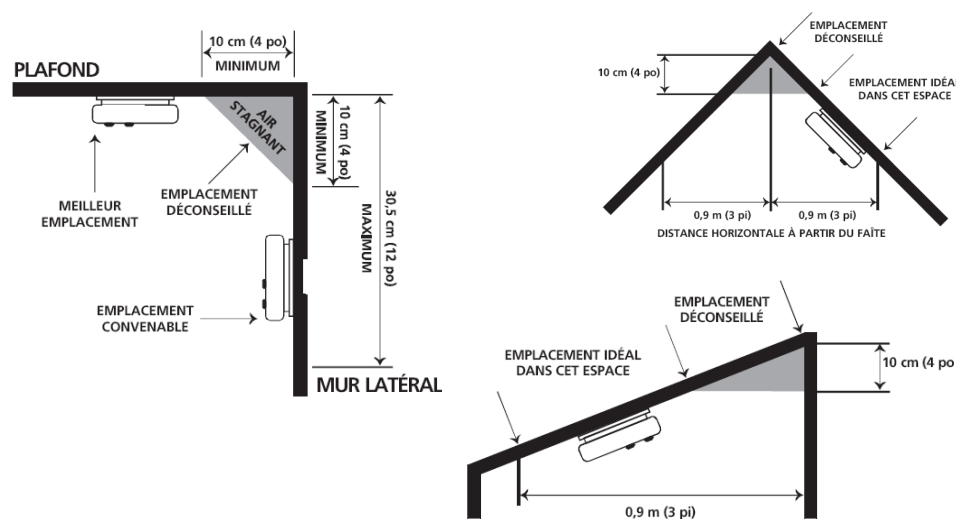 10 cm (4 po)
MINIMUM
PLAFOND
AIR
STAGNANT
10 cm (4 po)
MINIMUM
30,5 cm (12 po)
MAXIMUM
MEILLEUR
EMPLACEMENT
EMPLACEMENT
DÉCONSEILLÉ
EMPLACEMENT
CONVENABLE
MUR LATÉRAL
EMPLACEMENT
DÉCONSEILLÉ
10 cm (4 po)
EMPLACEMENT IDÉAL
DANS CET ESPACE
0,9 m (3 pi)
0,9 m (3 pi)
DISTANCE HORIZONTALE À PARTIR DU FAÎTE
EMPLACEMENT
DÉCONSEILLÉ
EMPLACEMENT IDÉAL
DANS CET ESPACE
10 cm (4 po
0,9 m (3 pi)